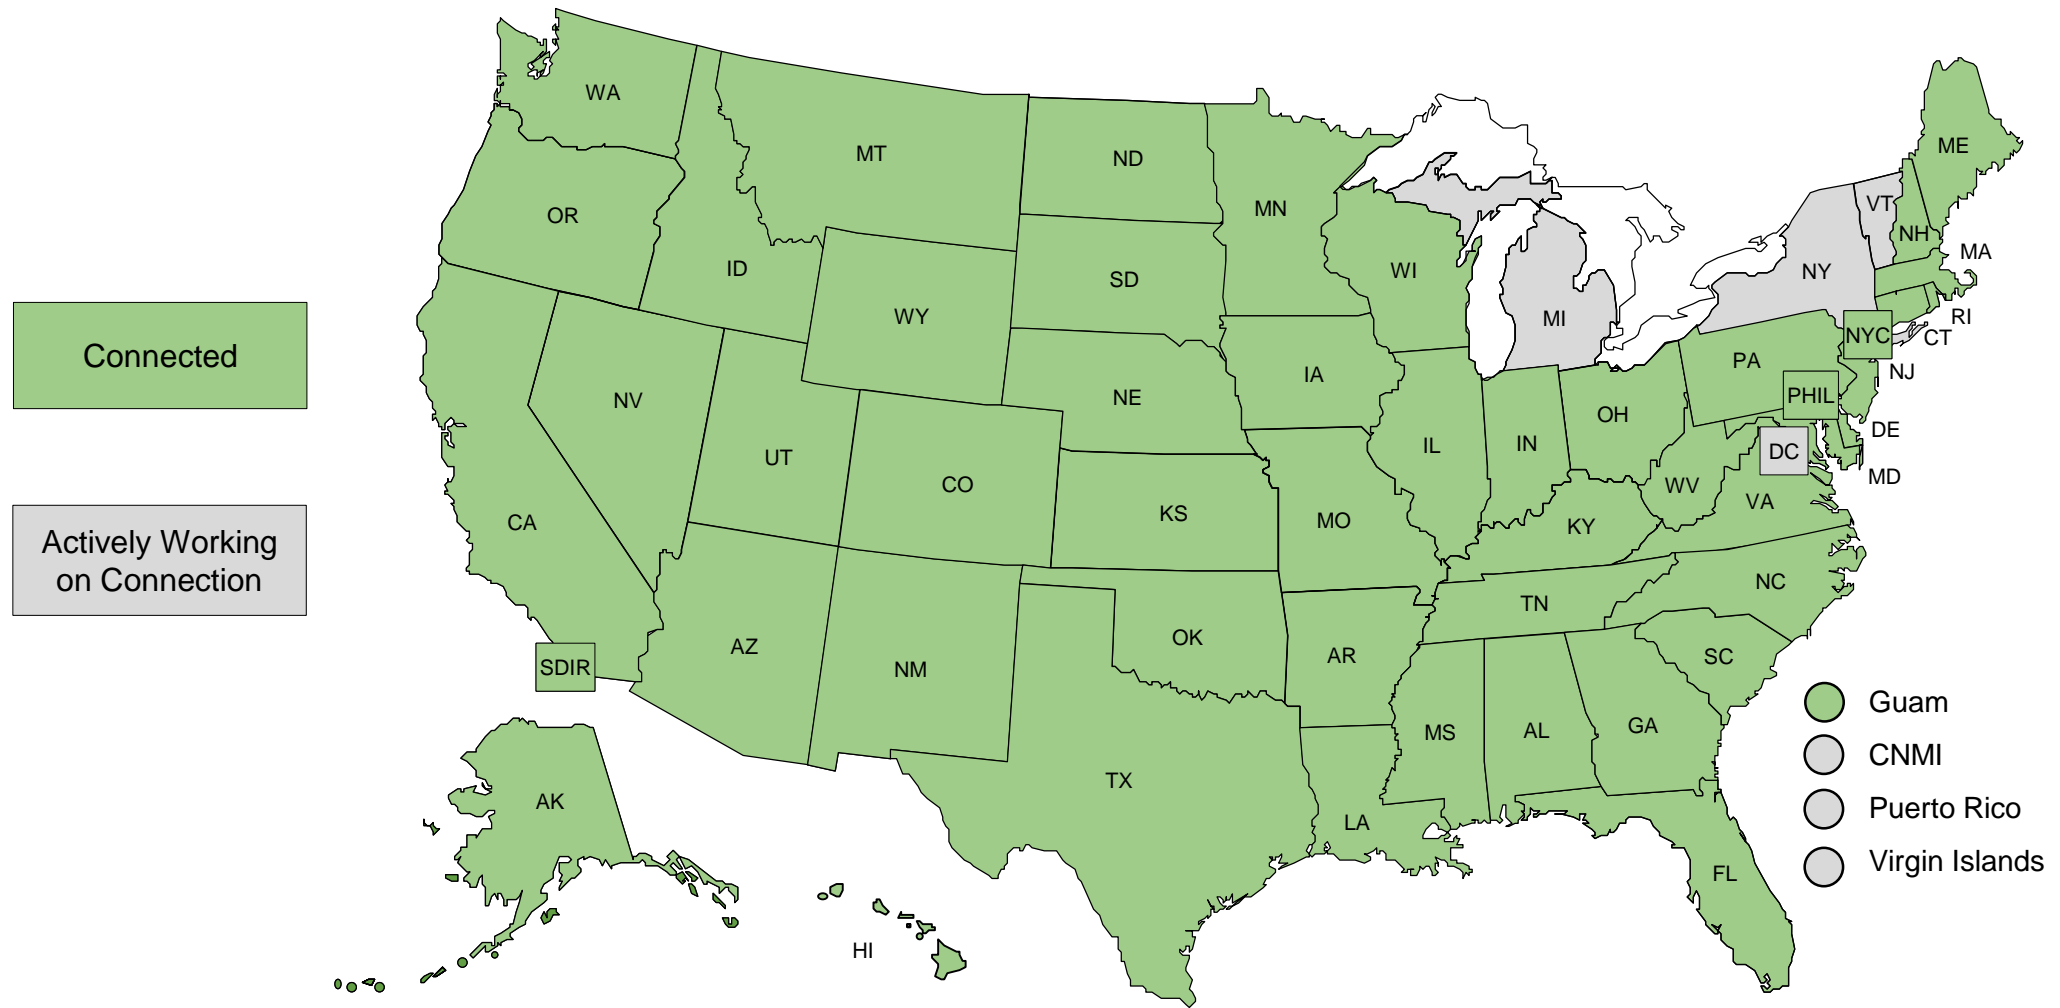 Connected
Actively Working
on Connection
WA
MT
ND
MN
ME
OR
ID
SD
WI
VT
NH
MA
WY
MI
NY
RI
NYC
CT
NV
NE
IA
PA
NJ
UT
CO
IL
IN
OH
PHIL
DE
CA
KS
MO
WV
DC
MD
KY
VA
NC
TN
SDIR
AZ
NM
OK
AR
SC
MS
AL
GA
TX
LA
FL
AK
HI
Guam
CNMI
Puerto Rico
Virgin Islands